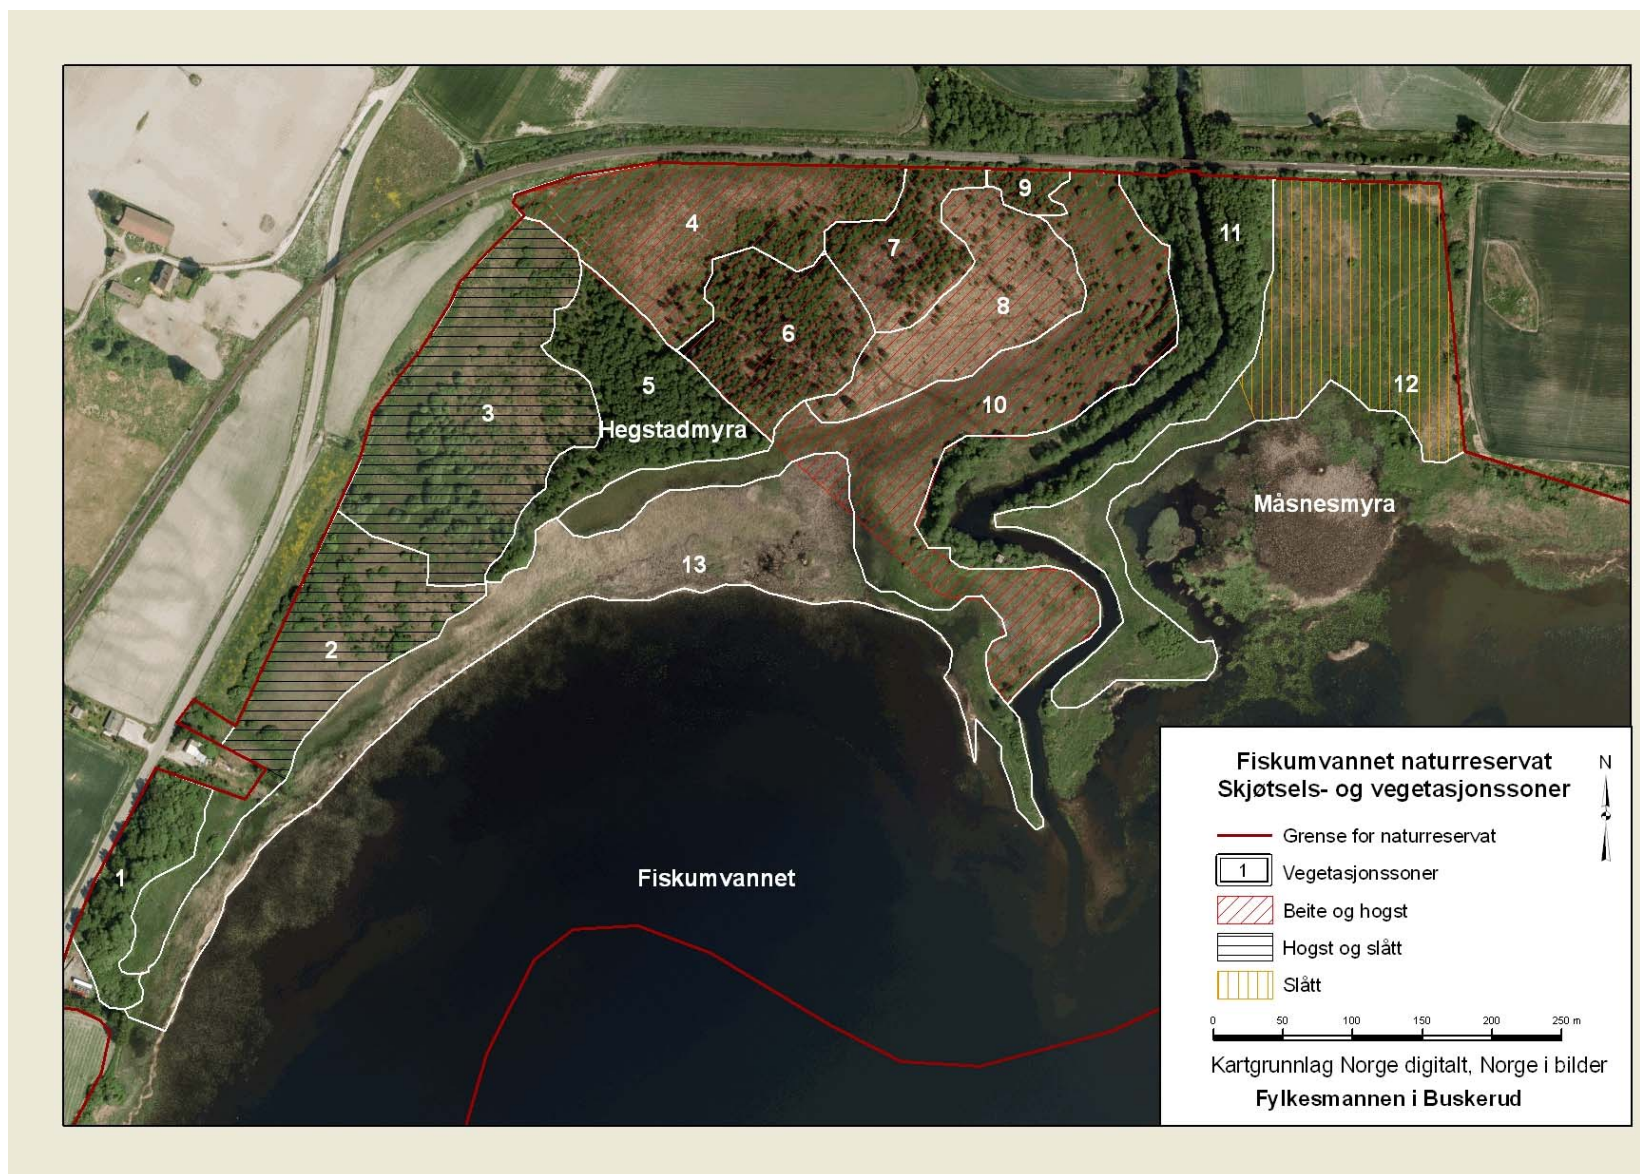 9
4
7
11
8
6
5
12
3
10
Hegstadmyra
Måsnesmyra
13
2
1
Fiskumvannet
Fiskumvannet naturreservat
Skjøtsels- og vegetasjonssoner
N
Grense for naturreservat
1 Vegetasjonssoner
Beite og hogst
Hogst og slått
Slått
0 50 100 150 200 250 m
Kartgrunnlag Norge digitalt, Norge i bilder
Fylkesmannen i Buskerud